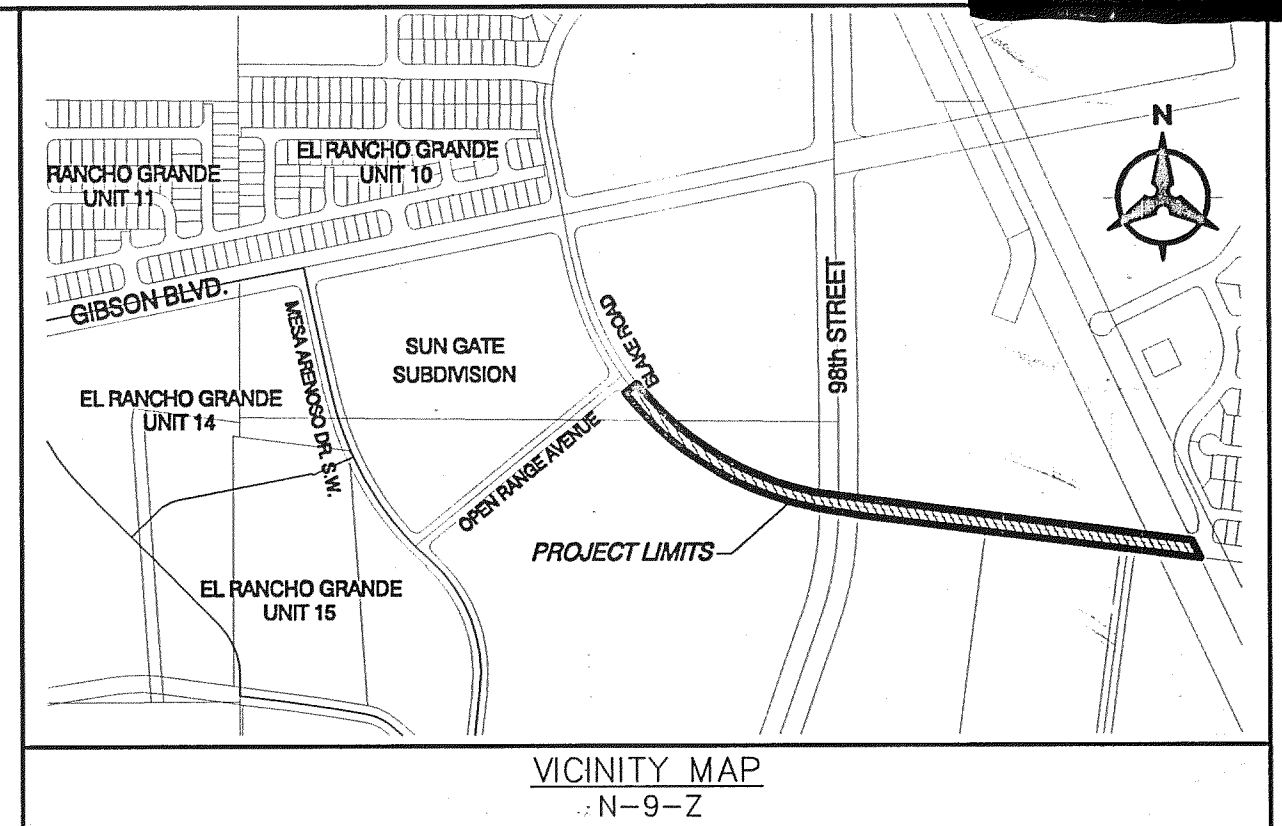 N
EL RANCHO GRANDE
UNIT 10
RANCHO GRANDE
UNIT 11
GIBSON BLVD.
MESA ARENOSO DR. S.W.
SUN GATE
SUBDIVISION
BLAKE ROAD
98th STREET
EL RANCHO GRANDE
UNIT 14
OPEN RANGE AVENUE
PROJECT LIMITS
EL RANCHO GRANDE
UNIT 15
VICINITY MAP
N-9-Z